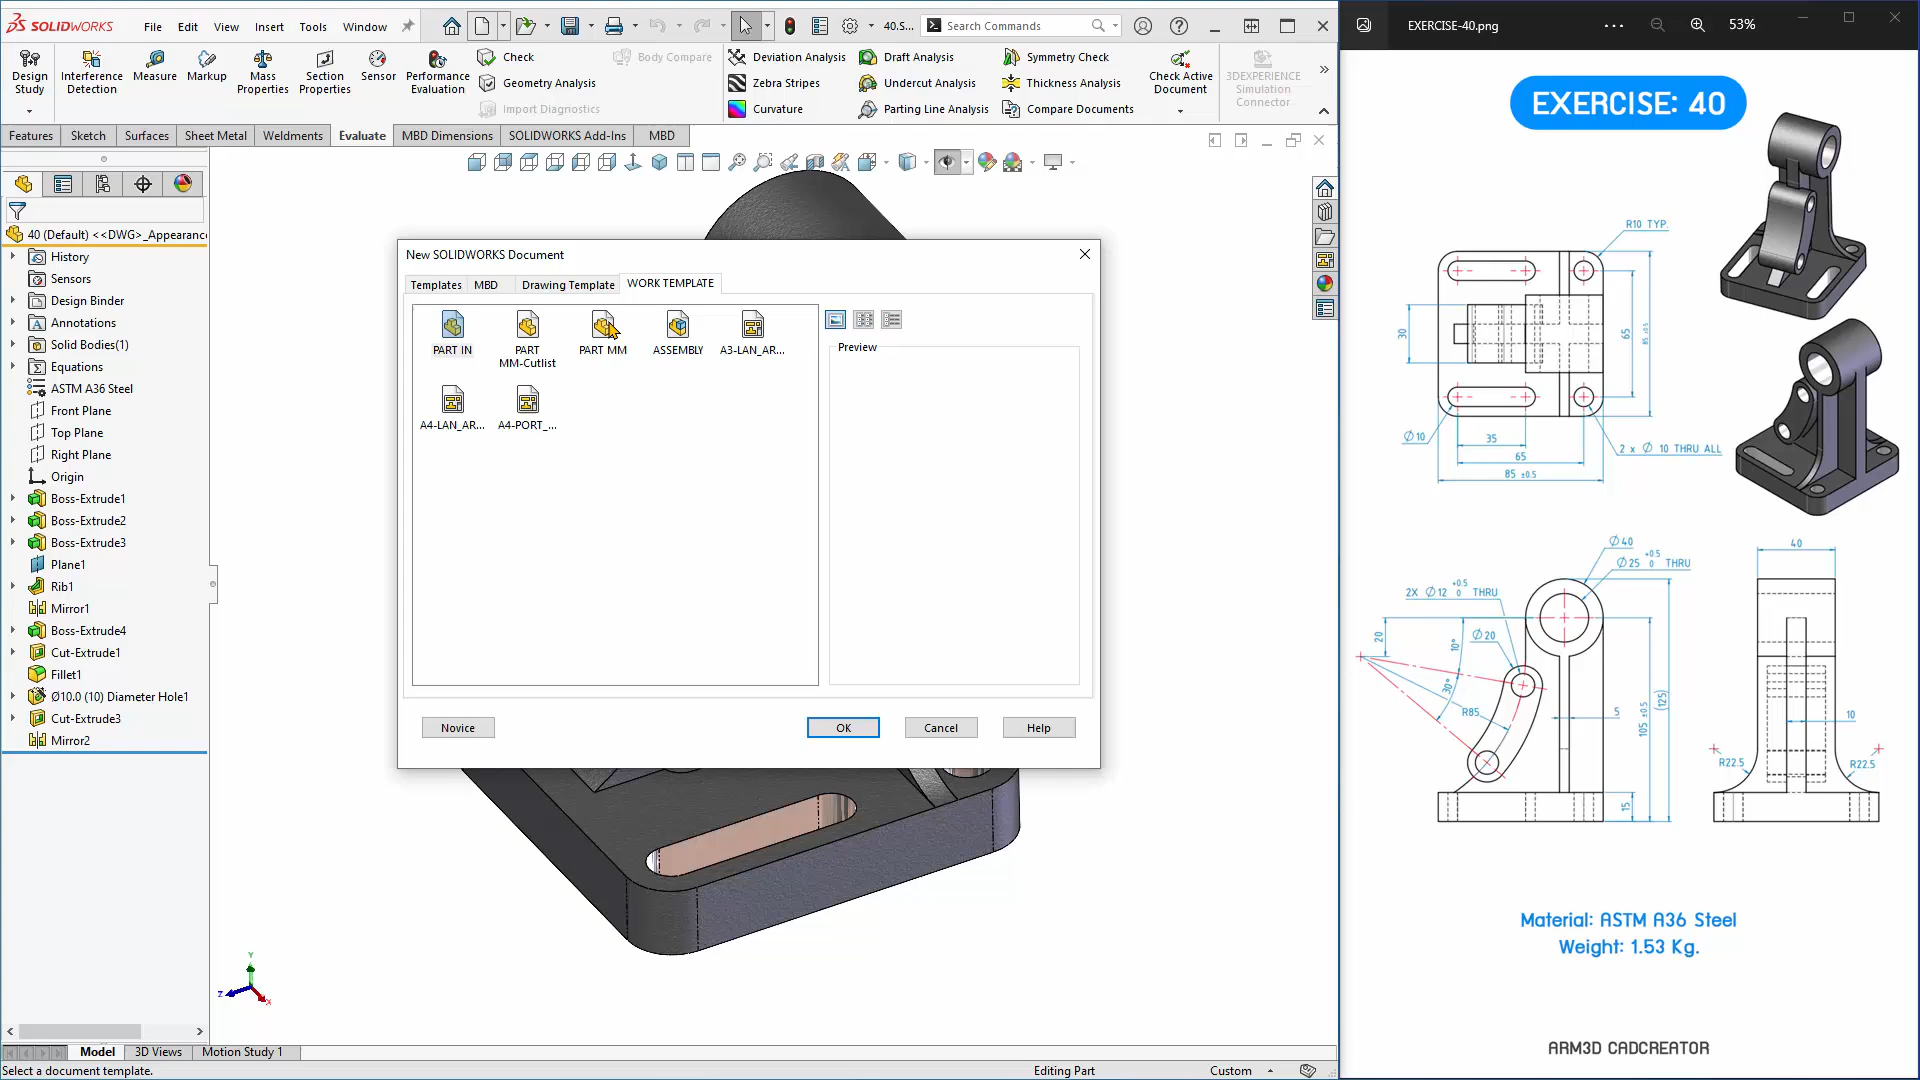 SOLIDWORKS File Edit View Insert Tools Window
40.S... Search Commands
EXERCISE-40.png ... 53%
Design Study
Interference Detection
Measure
Markup
Mass Properties
Section Properties
Sensor
Performance Evaluation
Check
Geometry Analysis
Import Diagnostics
Body Compare
Deviation Analysis
Zebra Stripes
Curvature
Draft Analysis
Undercut Analysis
Parting Line Analysis
Symmetry Check
Thickness Analysis
Compare Documents
Check Active Document
3DEXPERIENCE Simulation Connector
Features Sketch Surfaces Sheet Metal Weldments Evaluate MBD Dimensions SOLIDWORKS Add-Ins MBD
40 (Default) <<DWG>_Appearanc
History
Sensors
Design Binder
Annotations
Solid Bodies(1)
Equations
ASTM A36 Steel
Front Plane
Top Plane
Right Plane
Origin
Boss-Extrude1
Boss-Extrude2
Boss-Extrude3
Plane1
Rib1
Mirror1
Boss-Extrude4
Cut-Extrude1
Fillet1
Ø10.0 (10) Diameter Hole1
Cut-Extrude3
Mirror2
New SOLIDWORKS Document
Templates MBD Drawing Template WORK TEMPLATE
PART IN
PART MM-Cutlist
PART MM
ASSEMBLY
A3-LAN_AR...
A4-LAN_AR...
A4-PORT_...
Preview
Novice OK Cancel Help
Y
Z
X
Model 3D Views Motion Study 1
Select a document template. Editing Part Custom
EXERCISE: 40
R10 TYP.
30
65
85 ±0.5
Ø10
35
2 x Ø 10 THRU ALL
65
85 ±0.5
Ø40
40
Ø25 +0.5 0 THRU
2X Ø12 +0.5 0 THRU
20
10°
Ø20
30°
R85
5
105 ±0.5
(125)
10
R22.5
R22.5
15
Material: ASTM A36 Steel
Weight: 1.53 Kg.
ARM3D CADCREATOR